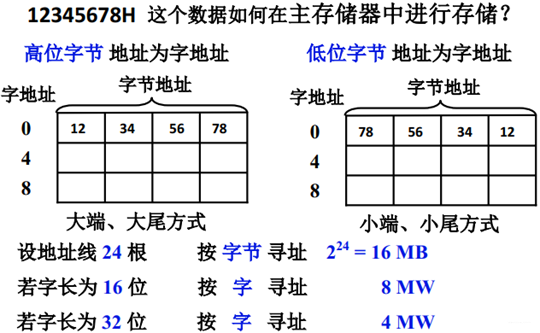 12345678H 这个数据如何在主存储器中进行存储？
高位字节 地址为字地址
字地址 字节地址
0 12 34 56 78
4
8
大端、大尾方式
低位字节 地址为字地址
字地址 字节地址
0 78 56 34 12
4
8
小端、小尾方式
设地址线 24 根 按 字节 寻址 2²⁴ = 16 MB
若字长为 16 位 按 字 寻址 8 MW
若字长为 32 位 按 字 寻址 4 MW